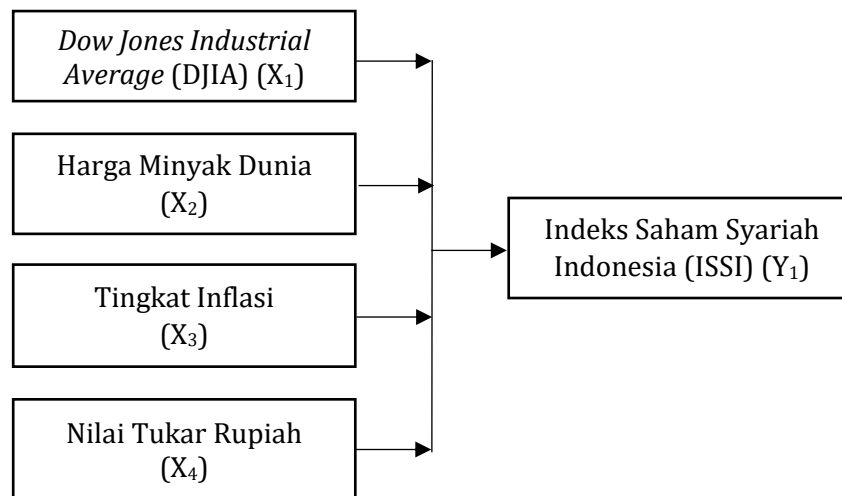 Dow Jones Industrial
Average (DJIA) (X₁)
Harga Minyak Dunia
(X₂)
Tingkat Inflasi
(X₃)
Nilai Tukar Rupiah
(X₄)
Indeks Saham Syariah
Indonesia (ISSI) (Y₁)